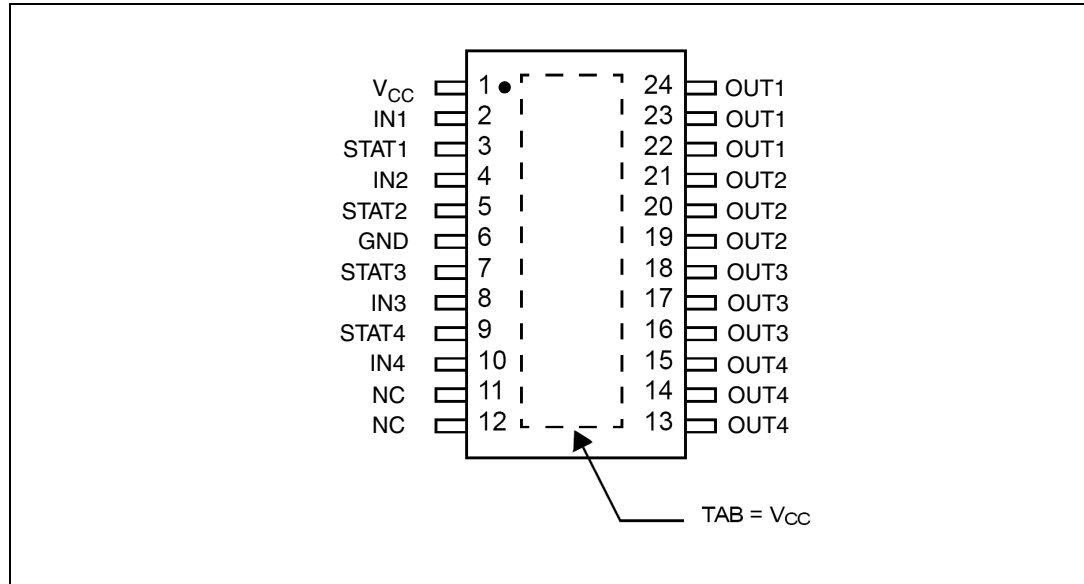 VCC 1 24 OUT1
IN1 2 23 OUT1
STAT1 3 22 OUT1
IN2 4 21 OUT2
STAT2 5 20 OUT2
GND 6 19 OUT2
STAT3 7 18 OUT3
IN3 8 17 OUT3
STAT4 9 16 OUT3
IN4 10 15 OUT4
NC 11 14 OUT4
NC 12 13 OUT4
TAB = VCC